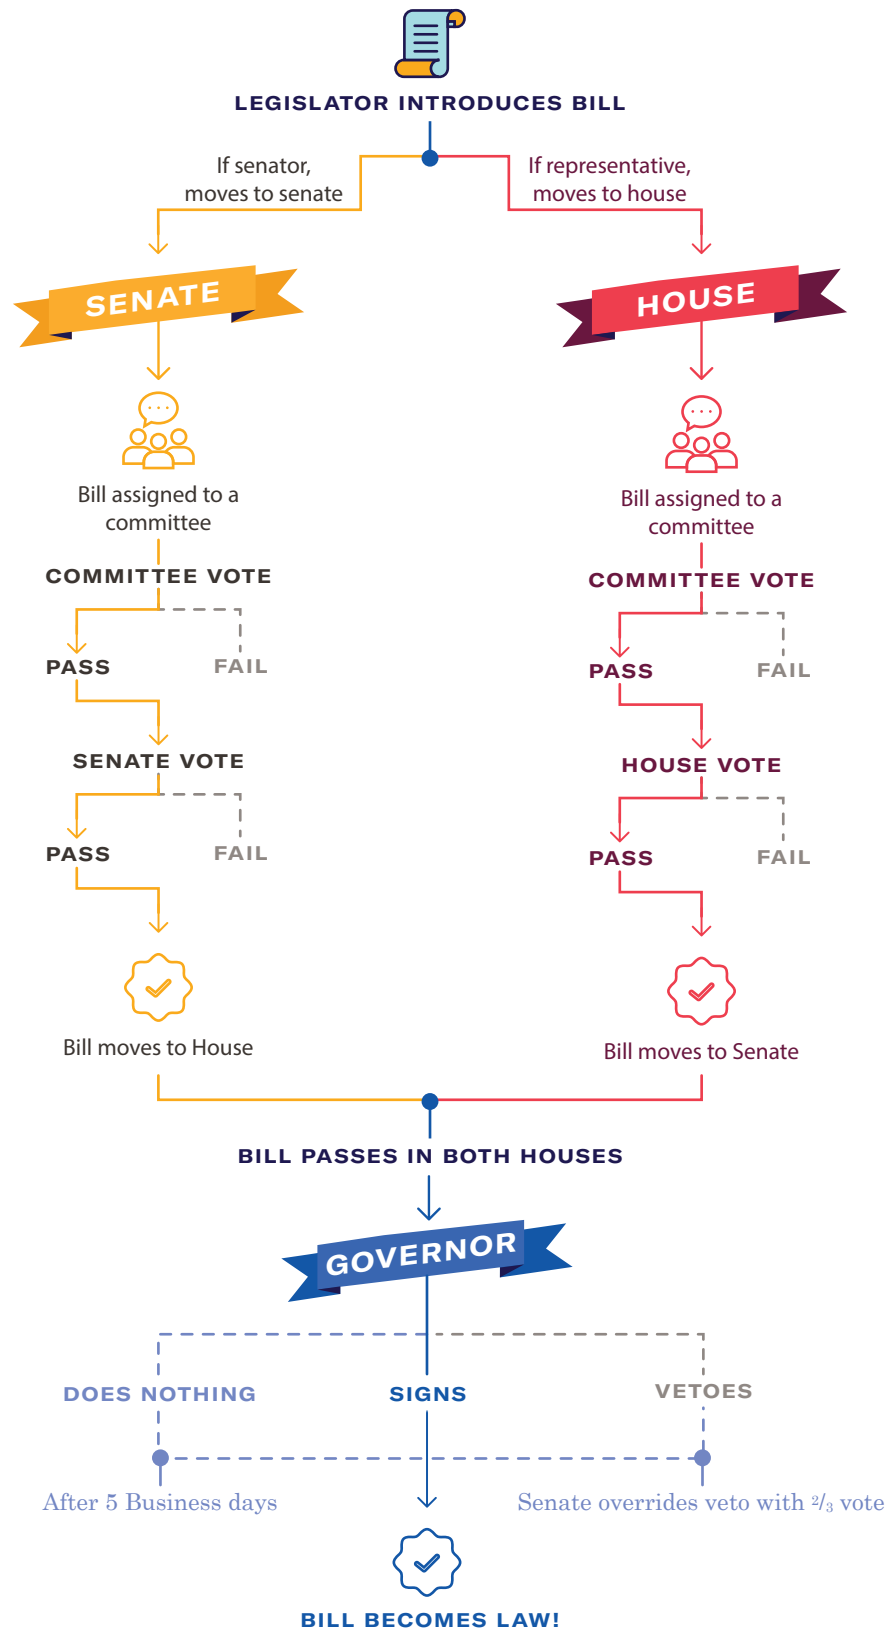 LEGISLATOR INTRODUCES BILL
If senator,
moves to senate
If representative,
moves to house
SENATE
Bill assigned to a
committee
COMMITTEE VOTE
PASS
FAIL
SENATE VOTE
PASS
FAIL
Bill moves to House
HOUSE
Bill assigned to a
committee
COMMITTEE VOTE
PASS
FAIL
HOUSE VOTE
PASS
FAIL
Bill moves to Senate
BILL PASSES IN BOTH HOUSES
GOVERNOR
DOES NOTHING
SIGNS
VETOES
After 5 Business days
Senate overrides veto with 2/3 vote
BILL BECOMES LAW!